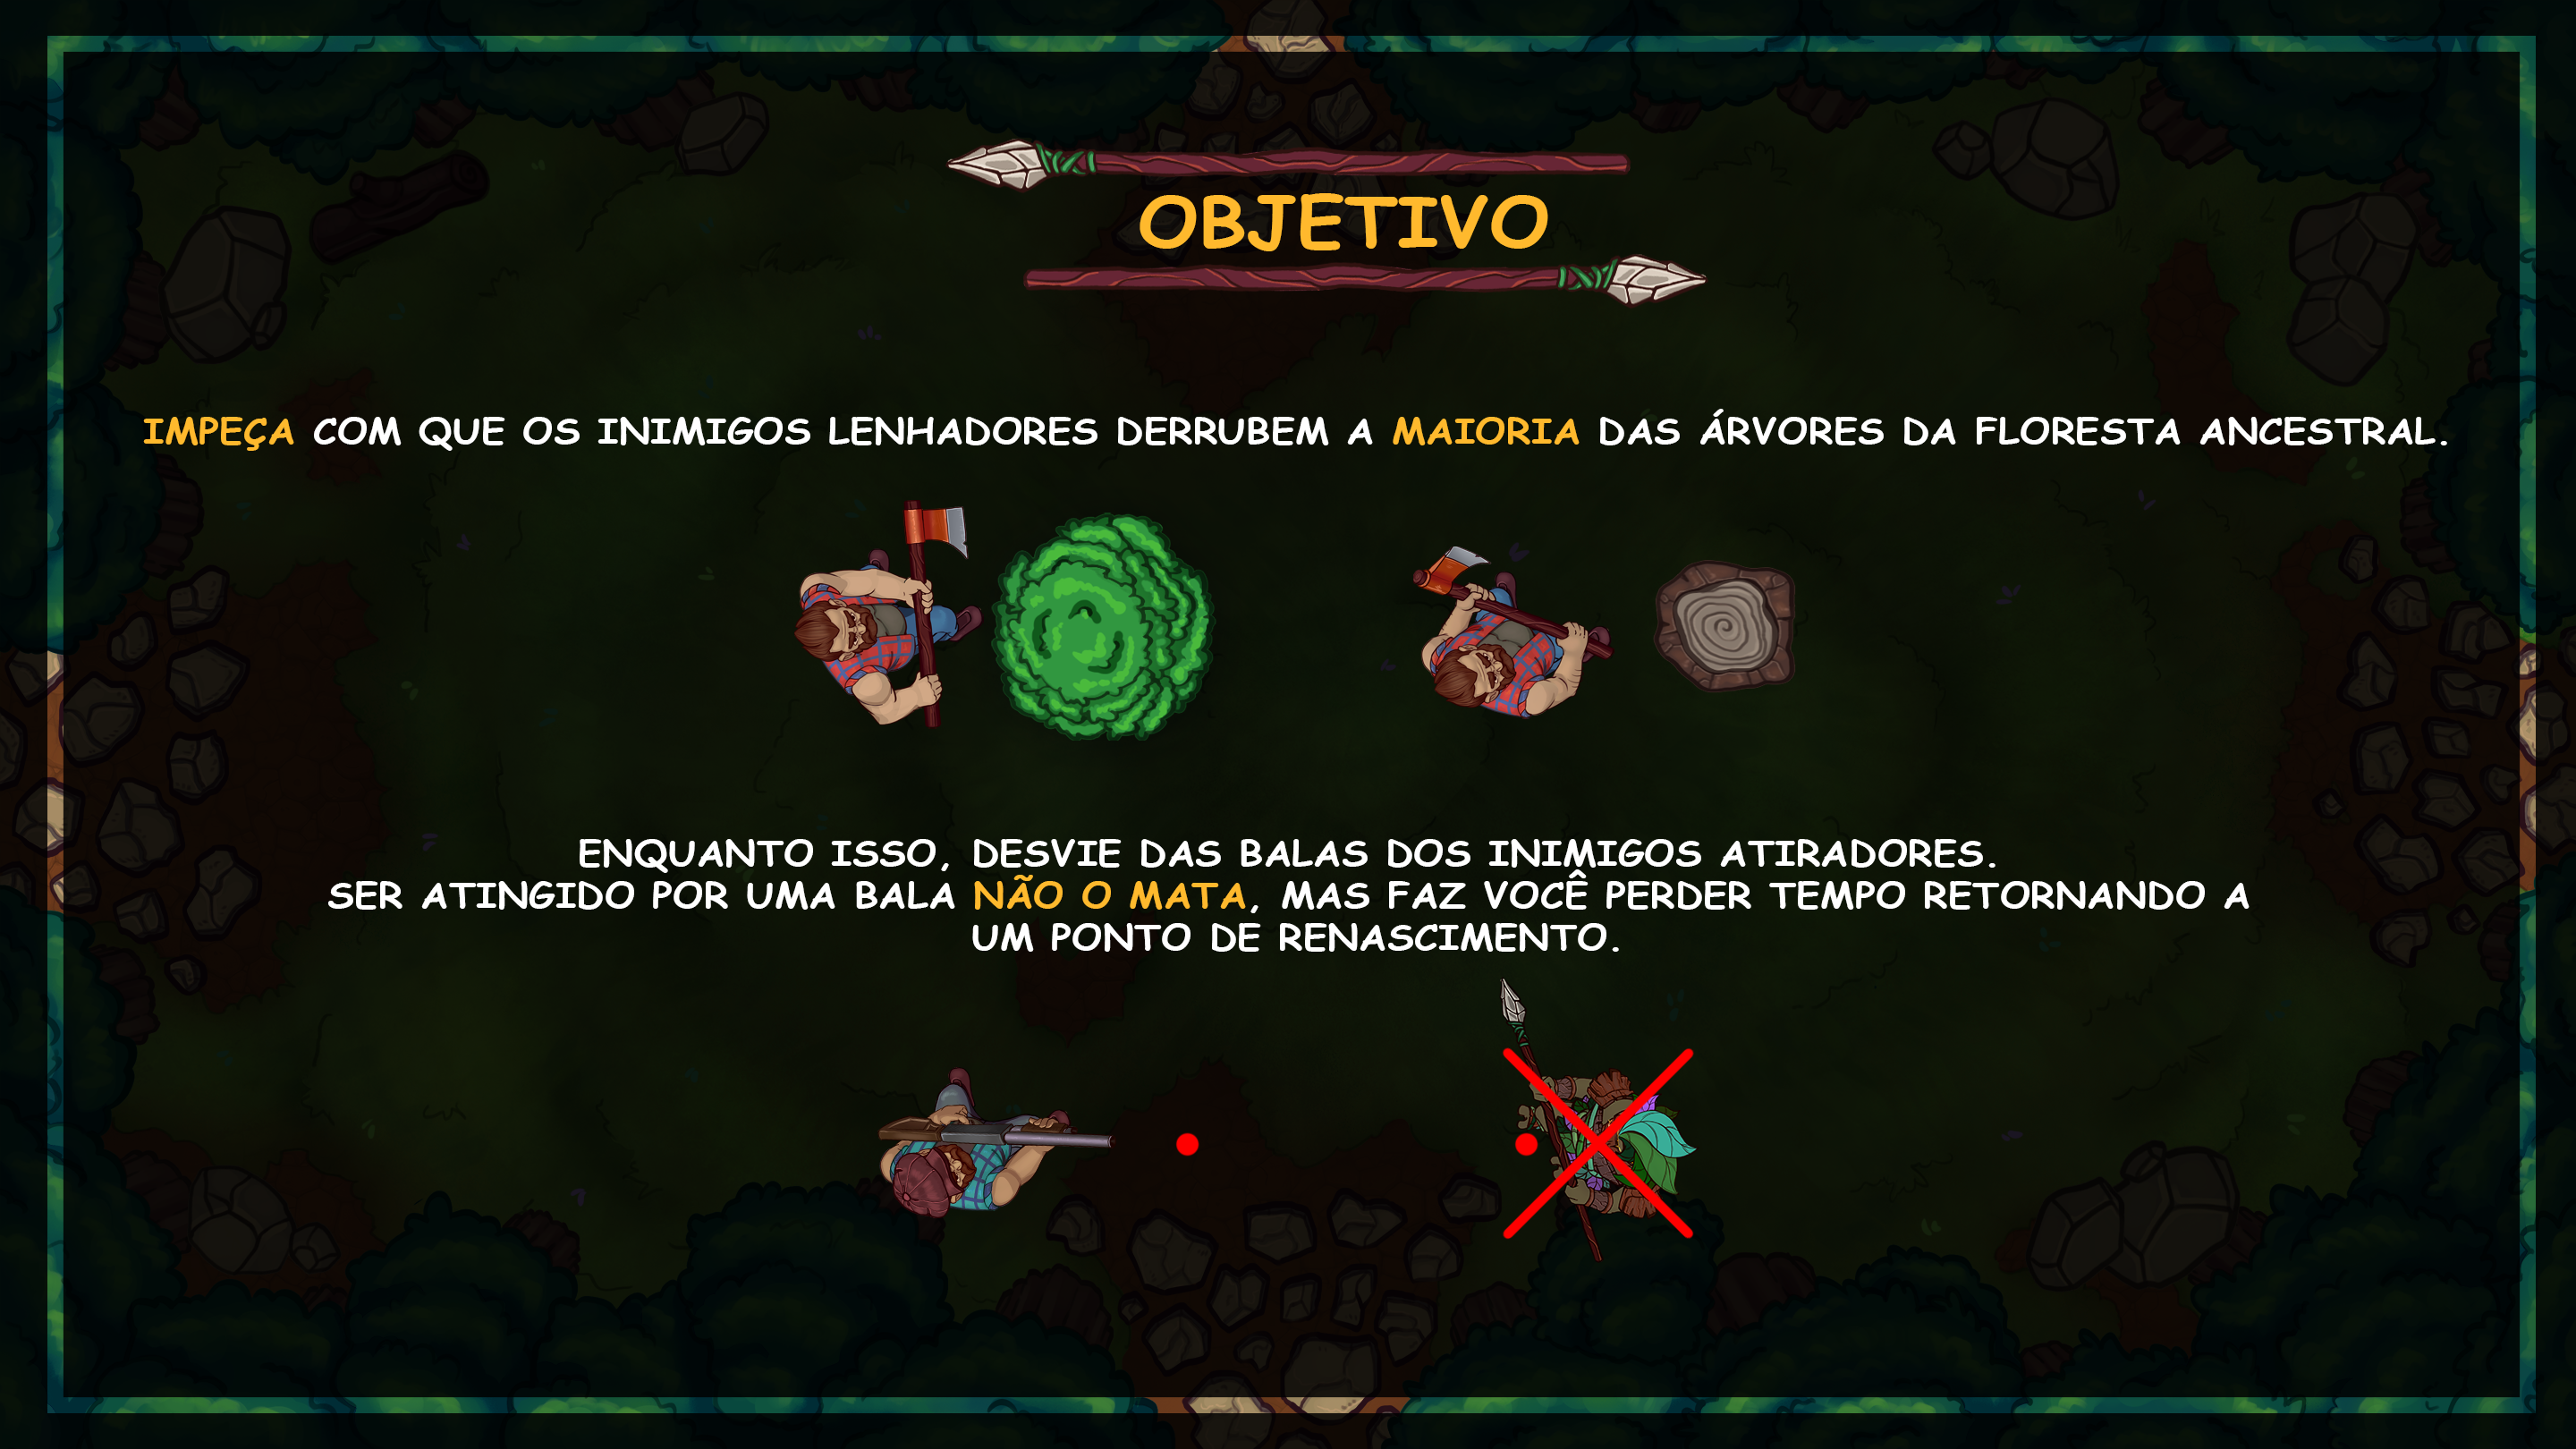 OBJETIVO
IMPEÇA COM QUE OS INIMIGOS LENHADORES DERRUBEM A MAIORIA DAS ÁRVORES DA FLORESTA ANCESTRAL.
ENQUANTO ISSO, DESVIE DAS BALAS DOS INIMIGOS ATIRADORES.
SER ATINGIDO POR UMA BALA NÃO O MATA, MAS FAZ VOCÊ PERDER TEMPO RETORNANDO A
UM PONTO DE RENASCIMENTO.